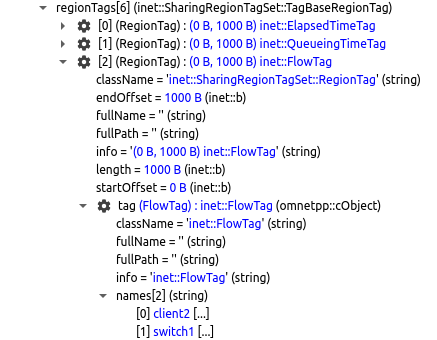 regionTags[6] (inet::SharingRegionTagSet::TagBaseRegionTag)
[0] (RegionTag) : (0 B, 1000 B) inet::ElapsedTimeTag
[1] (RegionTag) : (0 B, 1000 B) inet::QueueingTimeTag
[2] (RegionTag) : (0 B, 1000 B) inet::FlowTag
className = 'inet::SharingRegionTagSet::RegionTag' (string)
endOffset = 1000 B (inet::b)
fullName = '' (string)
fullPath = '' (string)
info = '(0 B, 1000 B) inet::FlowTag' (string)
length = 1000 B (inet::b)
startOffset = 0 B (inet::b)
tag (FlowTag) : inet::FlowTag (omnetpp::cObject)
className = 'inet::FlowTag' (string)
fullName = '' (string)
fullPath = '' (string)
info = 'inet::FlowTag' (string)
names[2] (string)
[0] client2 [...]
[1] switch1 [...]